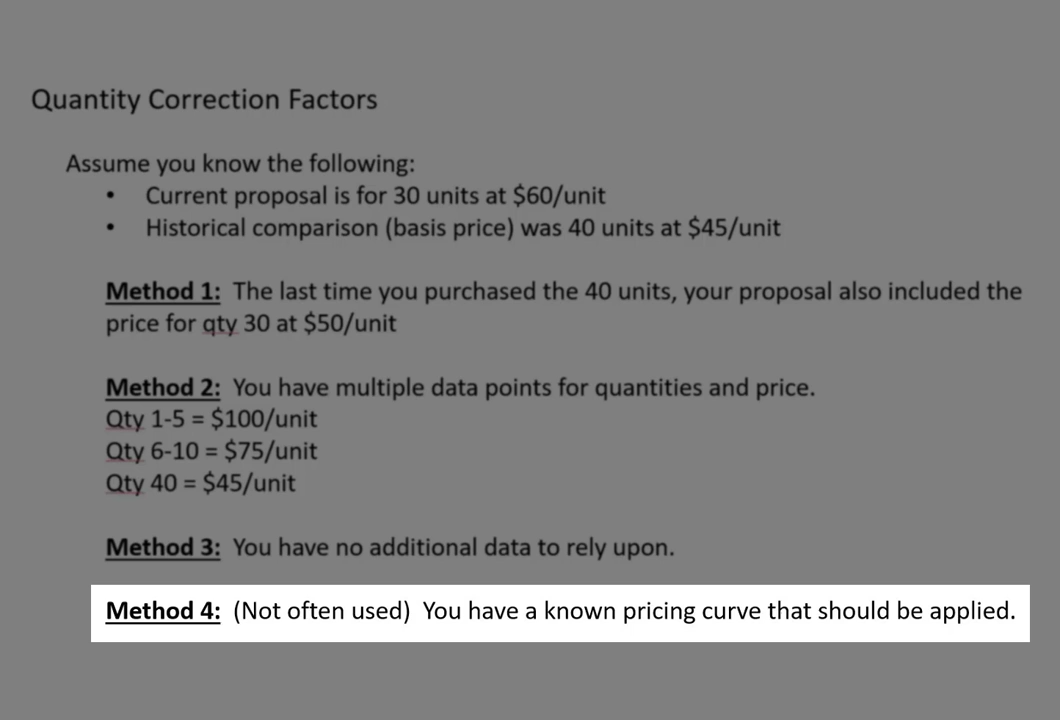 Quantity Correction Factors
Assume you know the following:
• Current proposal is for 30 units at $60/unit
• Historical comparison (basis price) was 40 units at $45/unit
Method 1: The last time you purchased the 40 units, your proposal also included the
price for qty 30 at $50/unit
Method 2: You have multiple data points for quantities and price.
Qty 1-5 = $100/unit
Qty 6-10 = $75/unit
Qty 40 = $45/unit
Method 3: You have no additional data to rely upon.
Method 4: (Not often used) You have a known pricing curve that should be applied.